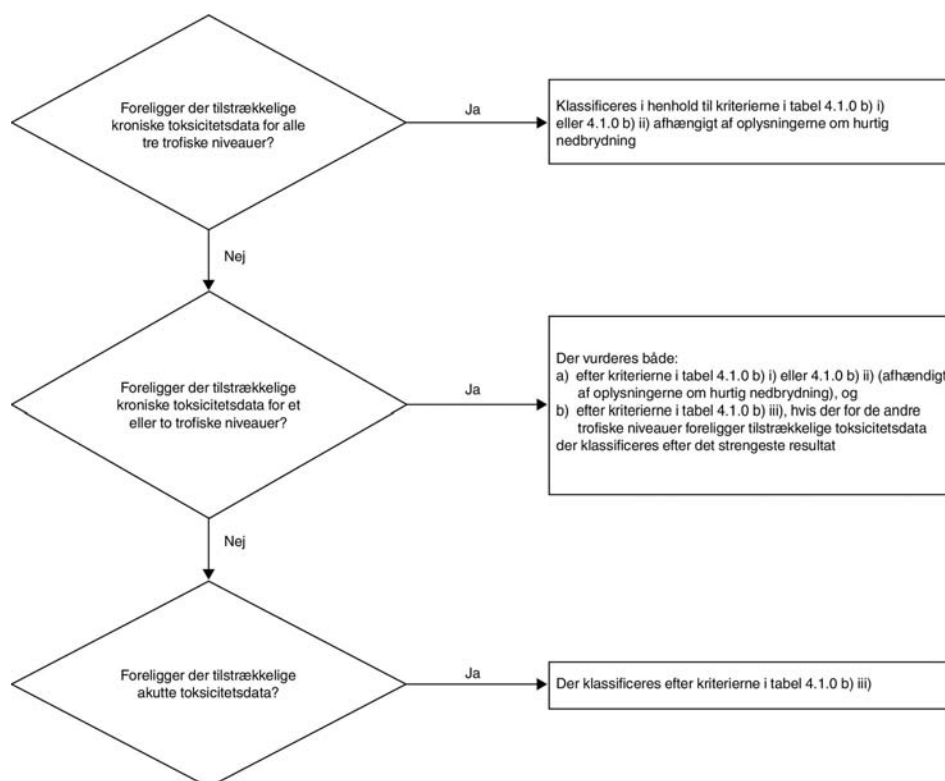 Foreligger der tilstrækkelige
kroniske toksicitetsdata for alle
tre trofiske niveauer?
Ja
Klassificeres i henhold til kriterierne i tabel 4.1.0 b) i)
eller 4.1.0 b) ii) afhængigt af oplysningerne om hurtig
nedbrydning
Nej
Foreligger der tilstrækkelige
kroniske toksicitetsdata for et
eller to trofiske niveauer?
Ja
Der vurderes både:
a) efter kriterierne i tabel 4.1.0 b) i) eller 4.1.0 b) ii) (afhændigt
af oplysningerne om hurtig nedbrydning), og
b) efter kriterierne i tabel 4.1.0 b) iii), hvis der for de andre
trofiske niveauer foreligger tilstrækkelige toksicitetsdata
der klassificeres efter det strengeste resultat
Nej
Foreligger der tilstrækkelige
akutte toksicitetsdata?
Ja
Der klassificeres efter kriterierne i tabel 4.1.0 b) iii)